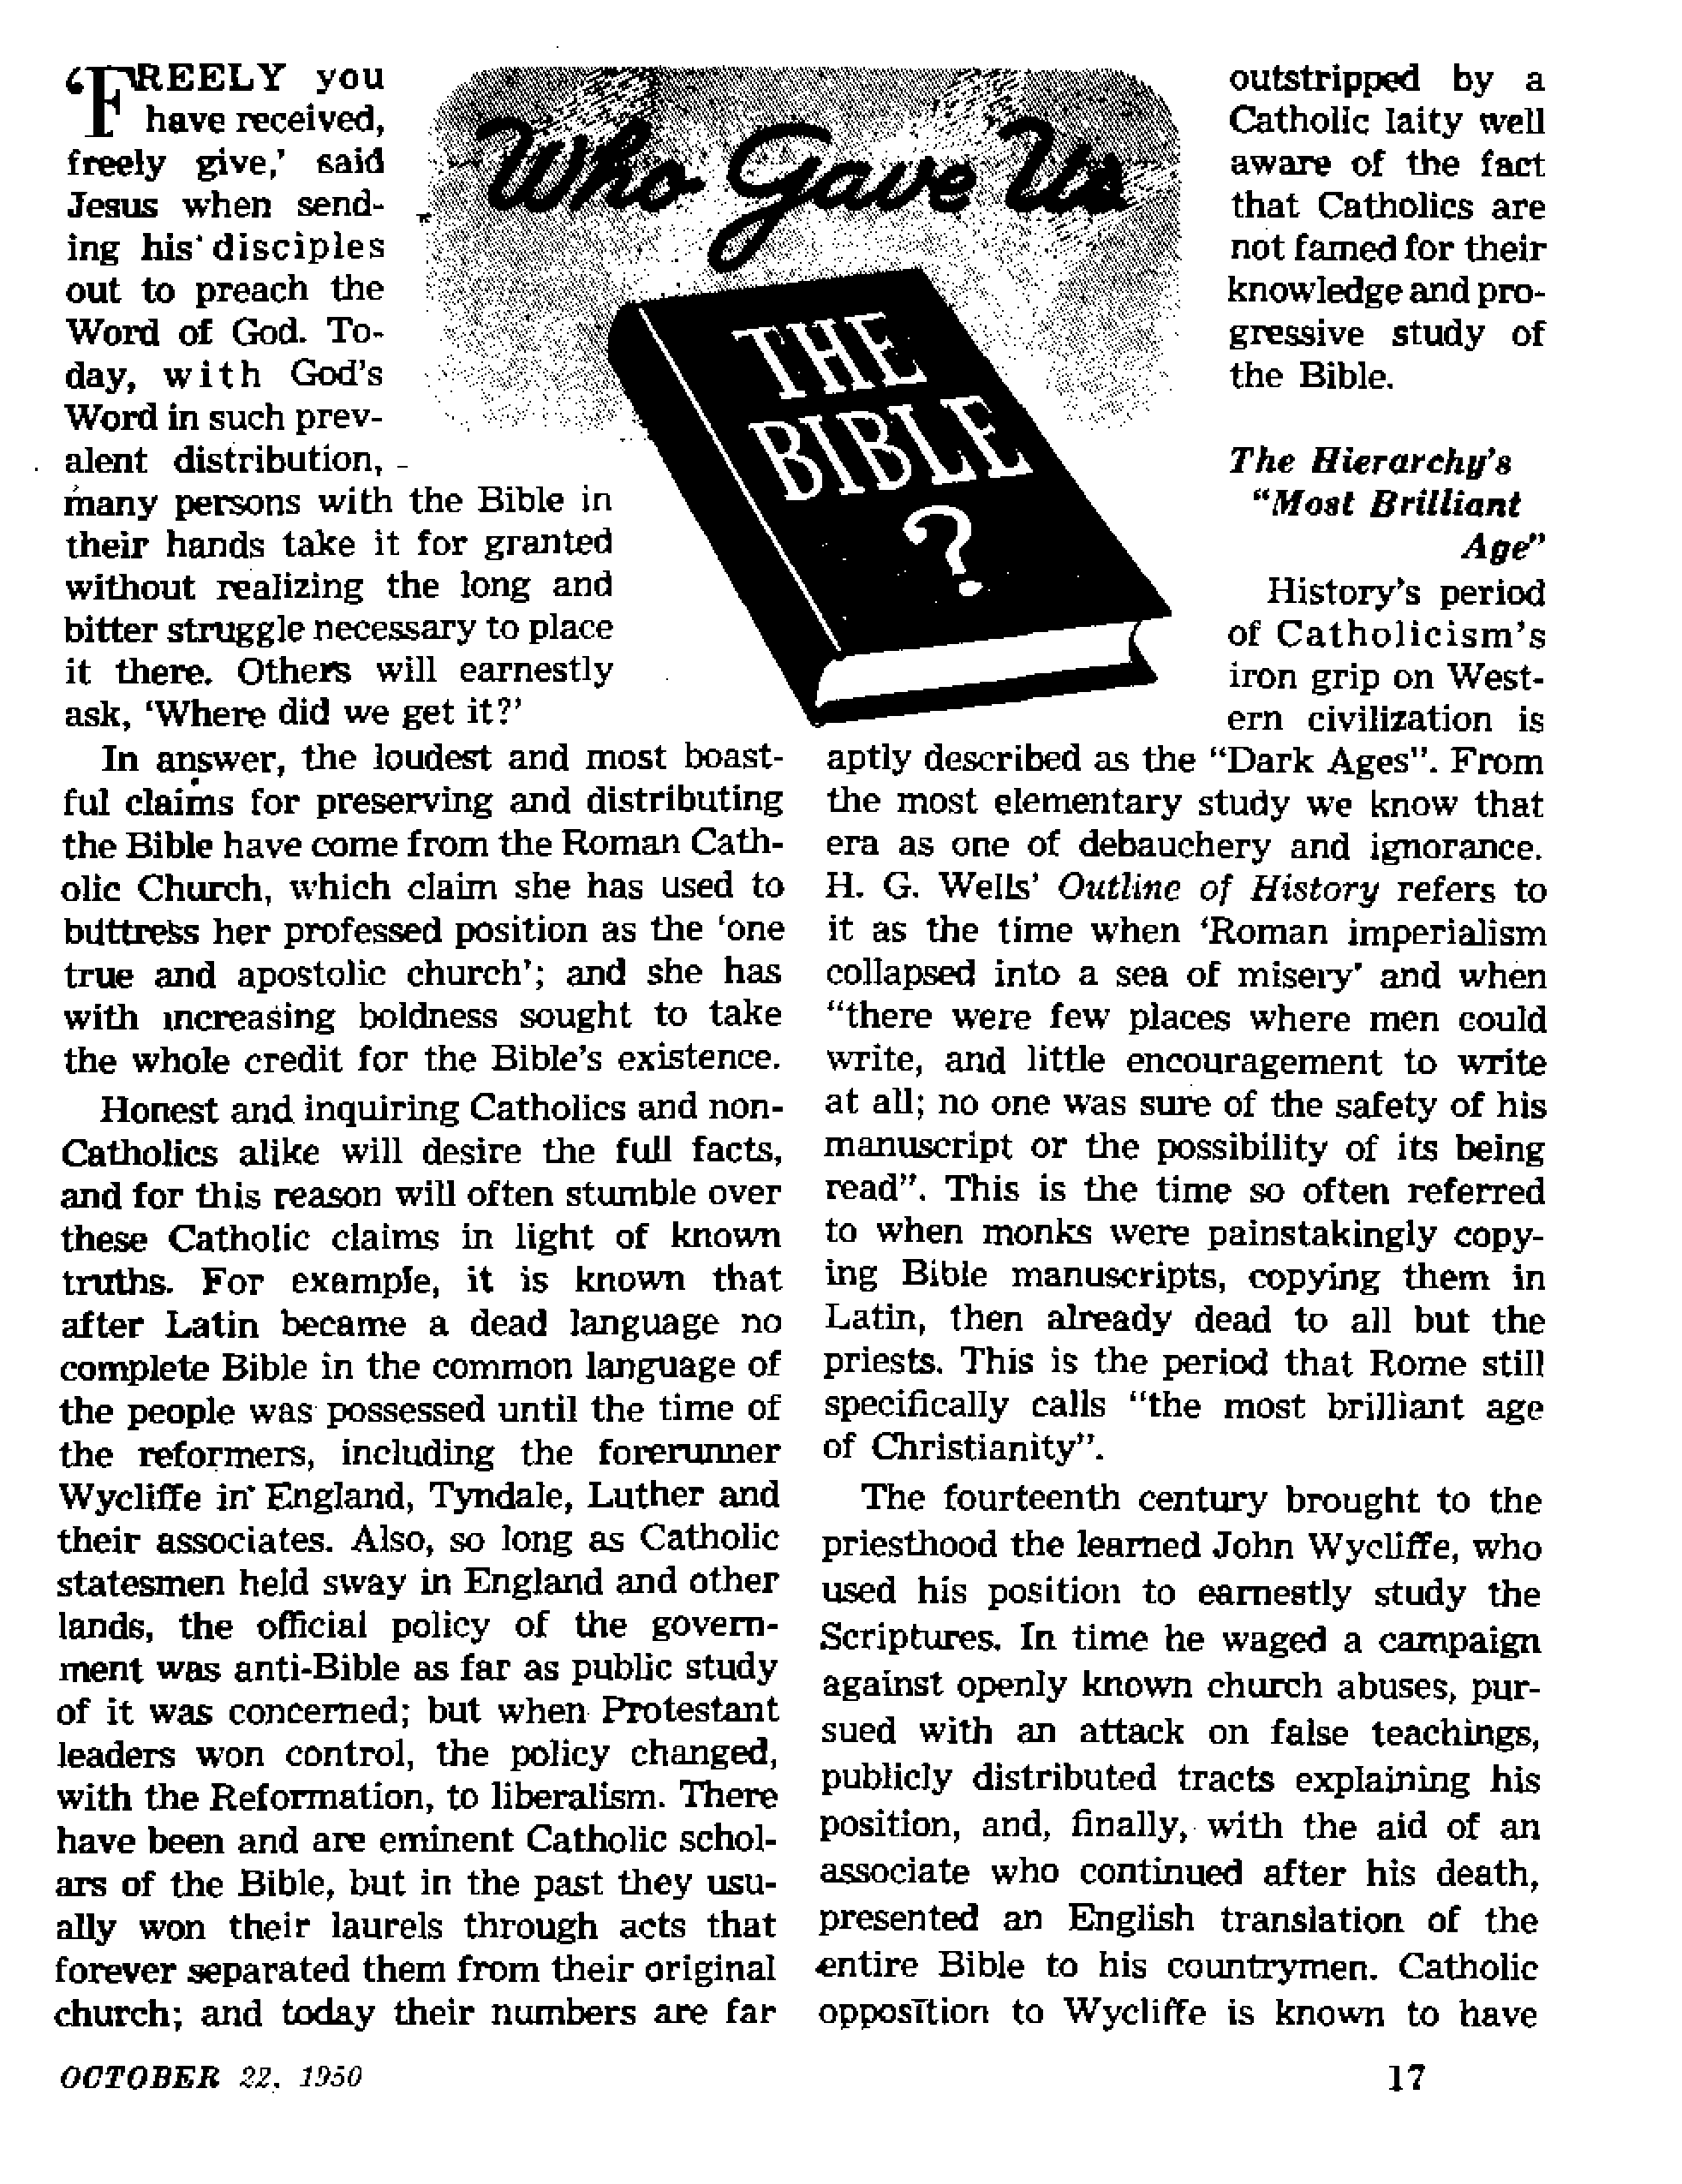 Who Gave Us
THE
BIBLE
?
‘FREELY you
have received,
freely give,’ said
Jesus when send-
ing his disciples
out to preach the
Word of God. To-
day, with God’s
Word in such prev-
alent distribution,
many persons with the Bible in
their hands take it for granted
without realizing the long and
bitter struggle necessary to place
it there. Others will earnestly
ask, ‘Where did we get it?’
In answer, the loudest and most boast-
ful claims for preserving and distributing
the Bible have come from the Roman Cath-
olic Church, which claim she has used to
buttress her professed position as the ‘one
true and apostolic church’; and she has
with increasing boldness sought to take
the whole credit for the Bible’s existence.
Honest and inquiring Catholics and non-
Catholics alike will desire the full facts,
and for this reason will often stumble over
these Catholic claims in light of known
truths. For example, it is known that
after Latin became a dead language no
complete Bible in the common language of
the people was possessed until the time of
the reformers, including the forerunner
Wycliffe in England, Tyndale, Luther and
their associates. Also, so long as Catholic
statesmen held sway in England and other
lands, the official policy of the govern-
ment was anti-Bible as far as public study
of it was concerned; but when Protestant
leaders won control, the policy changed,
with the Reformation, to liberalism. There
have been and are eminent Catholic schol-
ars of the Bible, but in the past they usu-
ally won their laurels through acts that
forever separated them from their original
church; and today their numbers are far
outstripped by a
Catholic laity well
aware of the fact
that Catholics are
not famed for their
knowledge and pro-
gressive study of
the Bible.
The Hierarchy’s
“Most Brilliant
Age”
History’s period
of Catholicism’s
iron grip on West-
ern civilization is
aptly described as the “Dark Ages”. From
the most elementary study we know that
era as one of debauchery and ignorance.
H. G. Wells’ Outline of History refers to
it as the time when ‘Roman imperialism
collapsed into a sea of misery’ and when
“there were few places where men could
write, and little encouragement to write
at all; no one was sure of the safety of his
manuscript or the possibility of its being
read”. This is the time so often referred
to when monks were painstakingly copy-
ing Bible manuscripts, copying them in
Latin, then already dead to all but the
priests. This is the period that Rome still
specifically calls “the most brilliant age
of Christianity”.
The fourteenth century brought to the
priesthood the learned John Wycliffe, who
used his position to earnestly study the
Scriptures. In time he waged a campaign
against openly known church abuses, pur-
sued with an attack on false teachings,
publicly distributed tracts explaining his
position, and, finally, with the aid of an
associate who continued after his death,
presented an English translation of the
entire Bible to his countrymen. Catholic
opposition to Wycliffe is known to have
OCTOBER 22, 1950
17